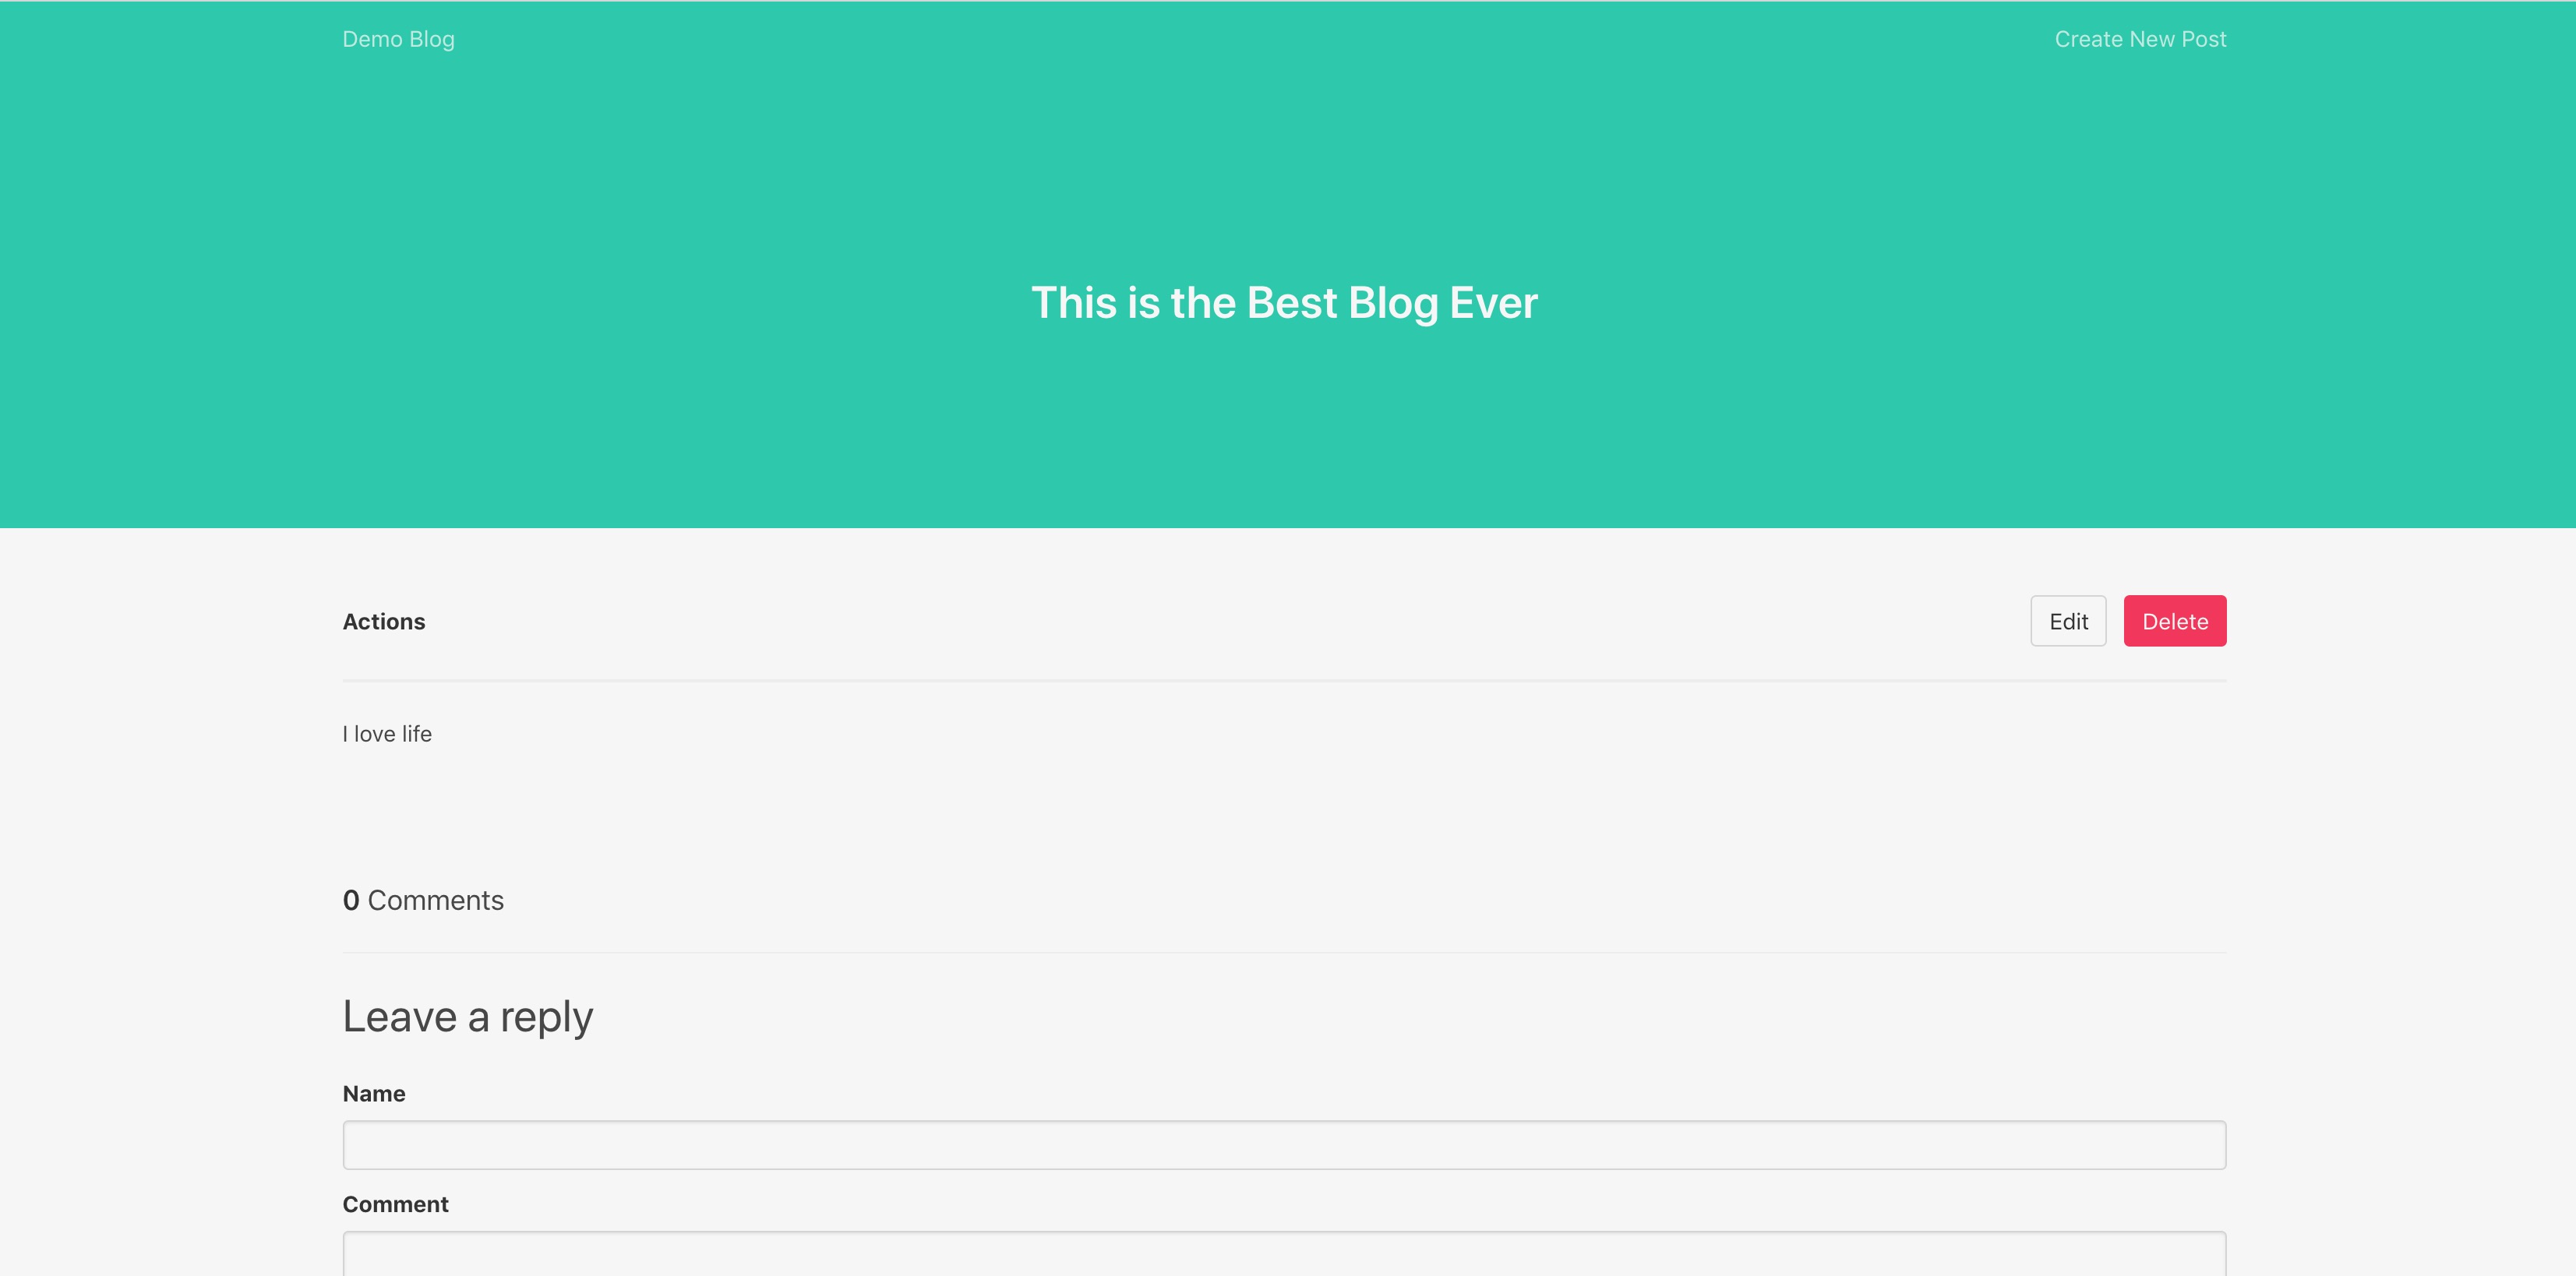 Demo Blog
Create New Post
This is the Best Blog Ever
Actions
Edit
Delete
I love life
0 Comments
Leave a reply
Name
Comment